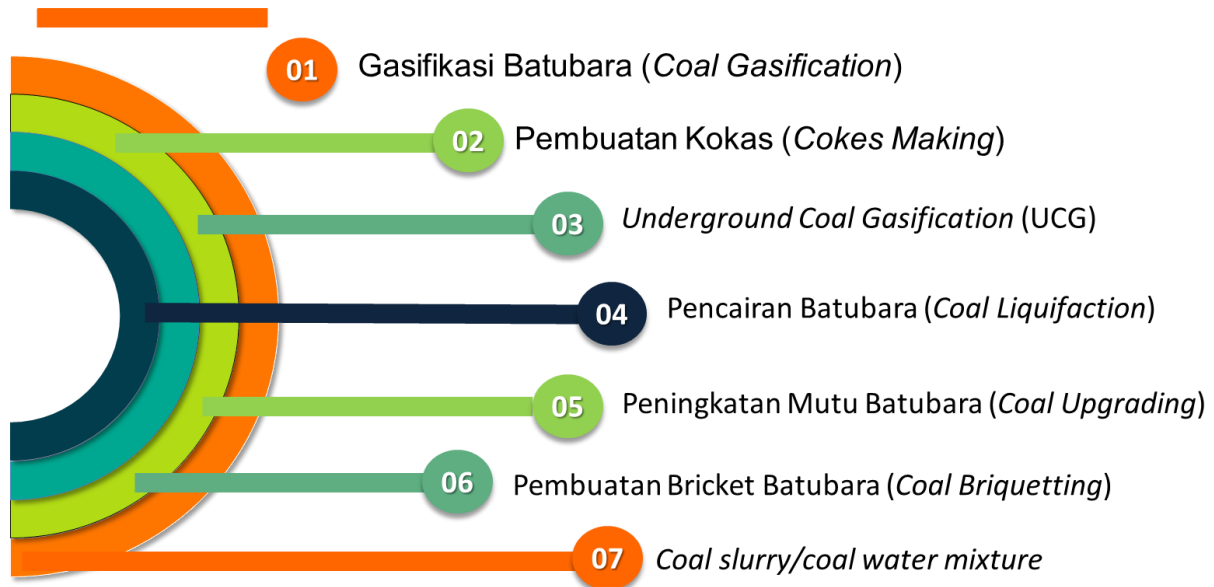 01 Gasifikasi Batubara (Coal Gasification)
02 Pembuatan Kokas (Cokes Making)
03 Underground Coal Gasification (UCG)
04 Pencairan Batubara (Coal Liquifaction)
05 Peningkatan Mutu Batubara (Coal Upgrading)
06 Pembuatan Bricket Batubara (Coal Briquetting)
07 Coal slurry/coal water mixture